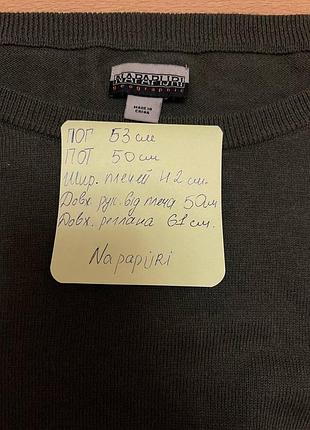 NAPAPIJRI
geographic
MADE IN
CHINA
ПОГ 53 см
ПОТ 50 см
Шир. плечей 42 см.
Довж. рук. від плеча 50 см
Довж. реглана 61 см.
Napapijri